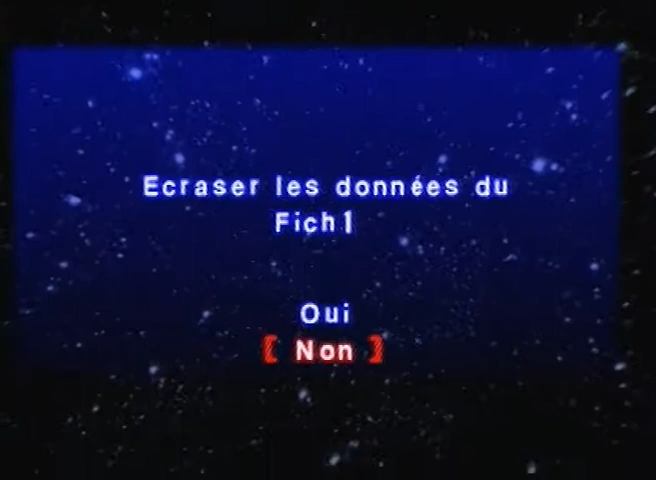 Ecraser les données du
Fich1
Oui
[ Non ]